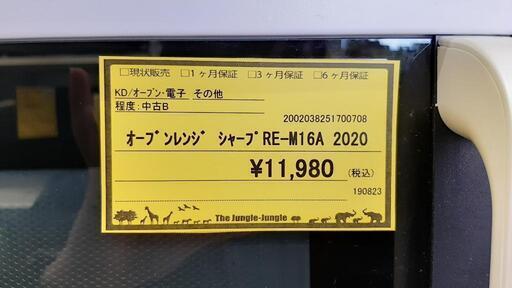 □現状販売 □1ヶ月保証 □3ヶ月保証 □6ヶ月保証
KD/オーブン・電子 その他
程度:中古B
2002038251700708
ｵｰﾌﾞﾝﾚﾝｼﾞ ｼｬｰﾌﾟRE-M16A 2020
¥11,980 (税込)
190823
The Jungle-Jungle